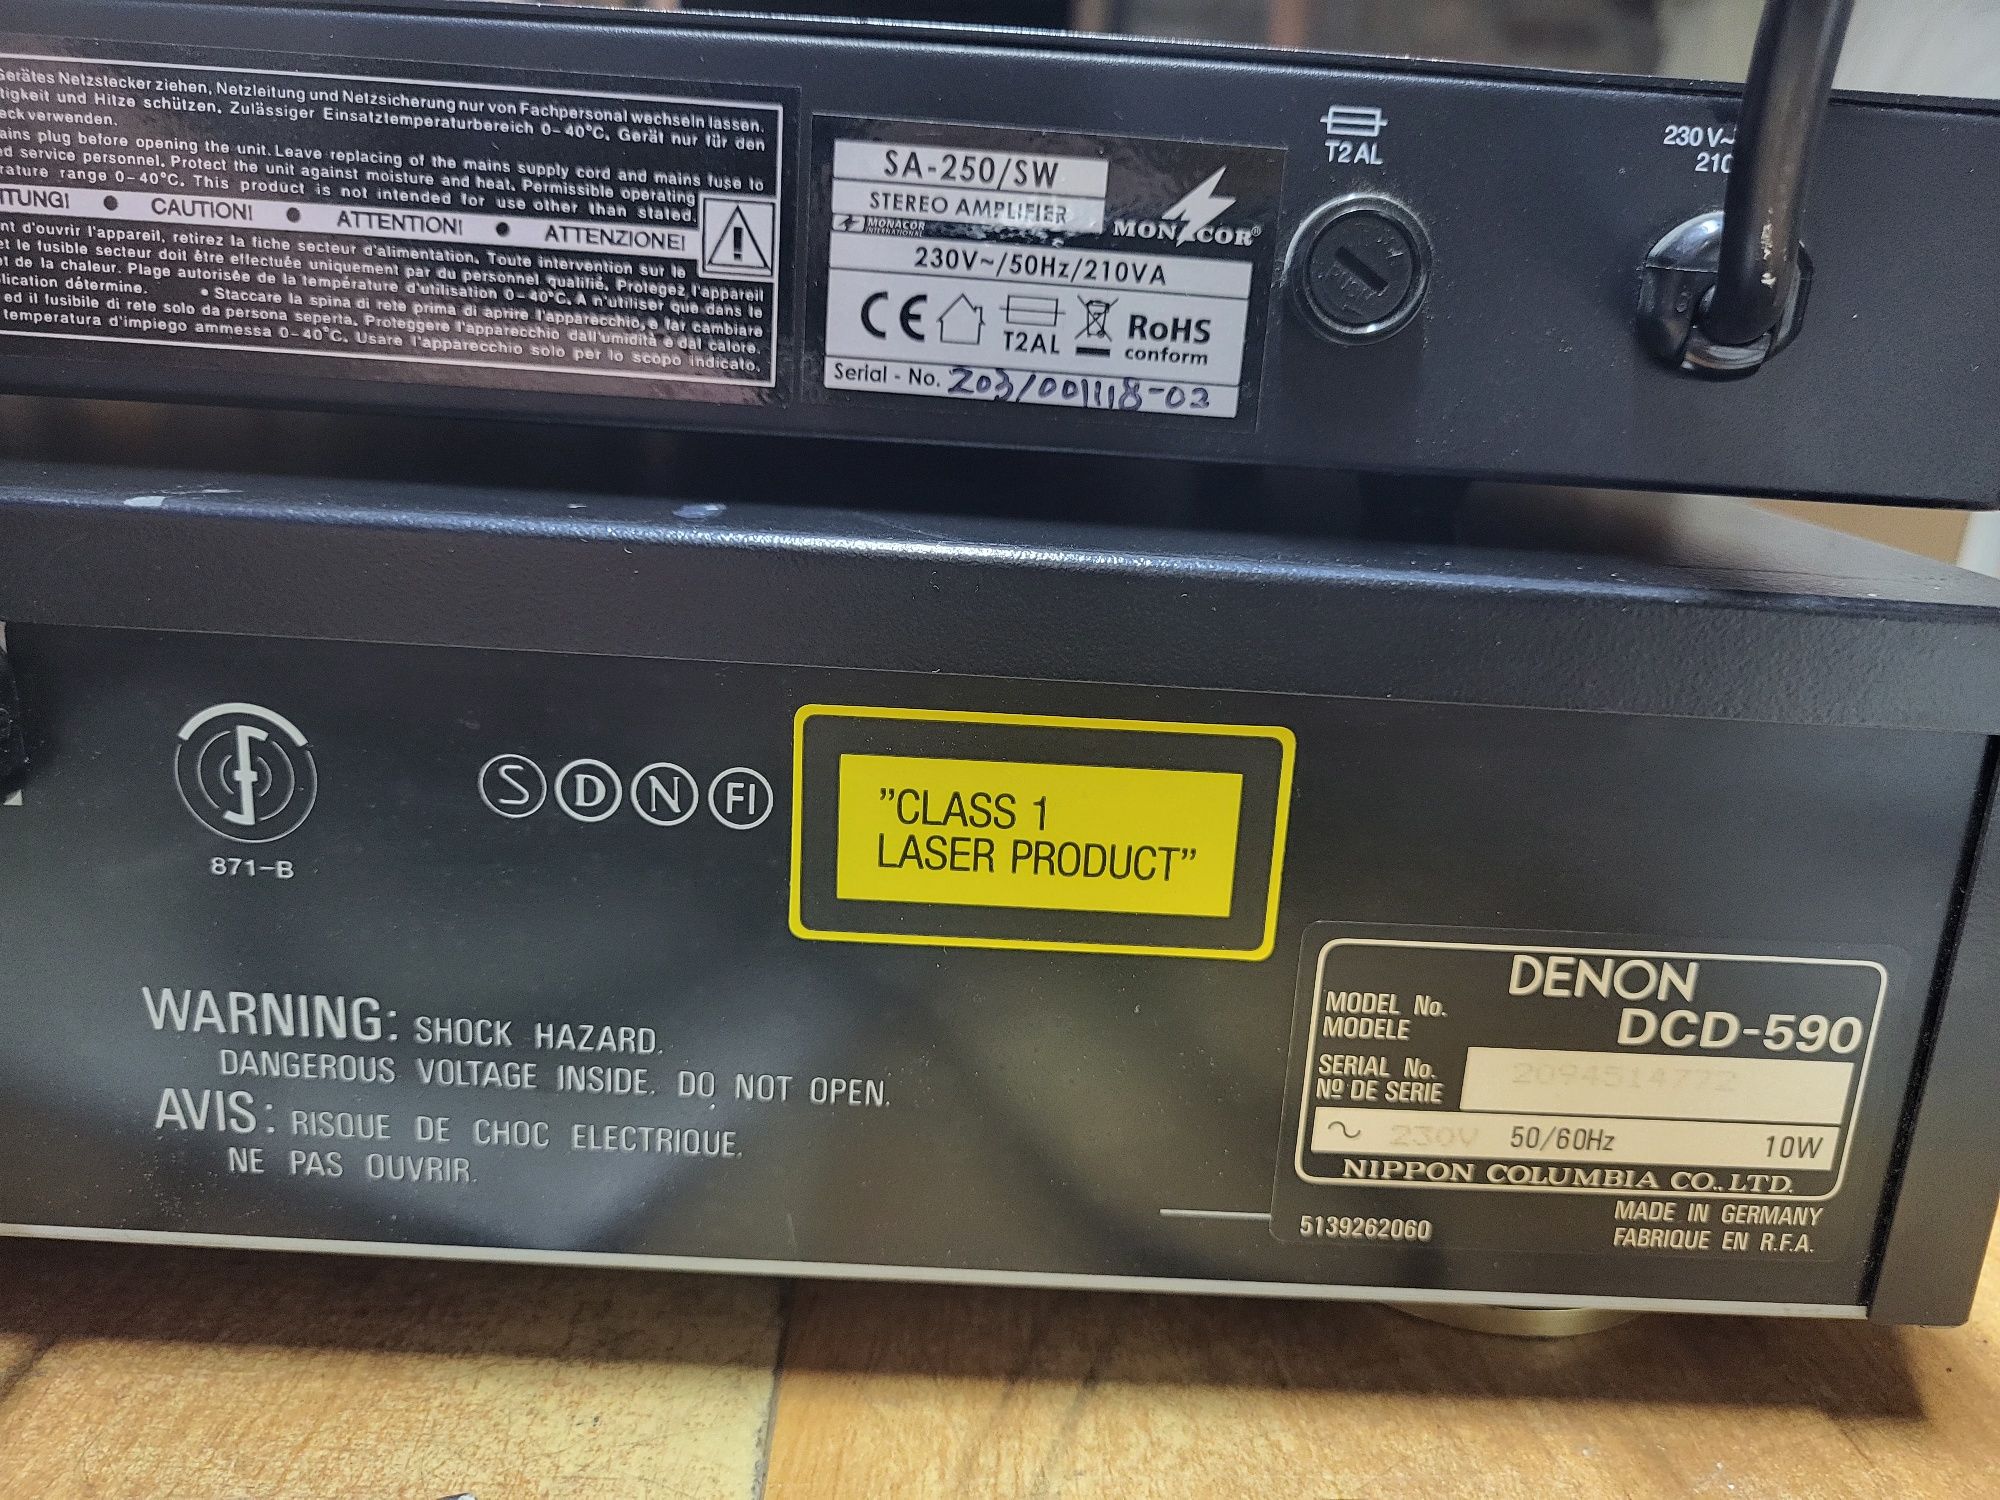 Gerätes Netzstecker ziehen, Netzleitung und Netzsicherung nur von Fachpersonal wechseln lassen.
tigkeit und Hitze schützen. Zulässiger Einsatztemperaturbereich 0–40°C. Gerät nur für den
eck verwenden.
ains plug before opening the unit. Leave replacing of the mains supply cord and mains fuse to
ed service personnel. Protect the unit against moisture and heat. Permissible operating
rature range 0–40°C. This product is not intended for use other than stated.
TUNG! ● CAUTION! ● ATTENTION! ● ATTENZIONE!
nt d'ouvrir l'appareil, retirez la fiche secteur d'alimentation. Toute intervention sur le
et le fusible secteur doit être effectuée uniquement par du personnel qualifié. Protegez l'appareil
et de la chaleur. Plage autorisée de la température d'utilisation 0–40°C. A n'utiliser que dans le
lication détermine. • Staccare la spina di rete prima di aprire l'apparecchio, e far cambiare
ed il fusibile di rete solo da persona seperta. Proteggere l'apparecchio dall'umidità e dal calore.
temperatura d'impiego ammessa 0–40°C. Usare l'apparecchio solo per lo scopo indicato.
SA-250/SW
STEREO AMPLIFIER
MONACOR
INTERNATIONAL
MONACOR®
230V~/50Hz/210VA
CE T2AL RoHS
conform
Serial - No. 203/001118-02
T2AL
230 V~
210
871-B
S D N FI
"CLASS 1
LASER PRODUCT"
WARNING: SHOCK HAZARD.
DANGEROUS VOLTAGE INSIDE. DO NOT OPEN.
AVIS: RISQUE DE CHOC ELECTRIQUE.
NE PAS OUVRIR.
DENON
MODEL No.
MODELE
DCD-590
SERIAL No.
Nº DE SERIE
2094514772
~ 230V 50/60Hz 10W
NIPPON COLUMBIA CO., LTD.
5139262060
MADE IN GERMANY
FABRIQUE EN R.F.A.